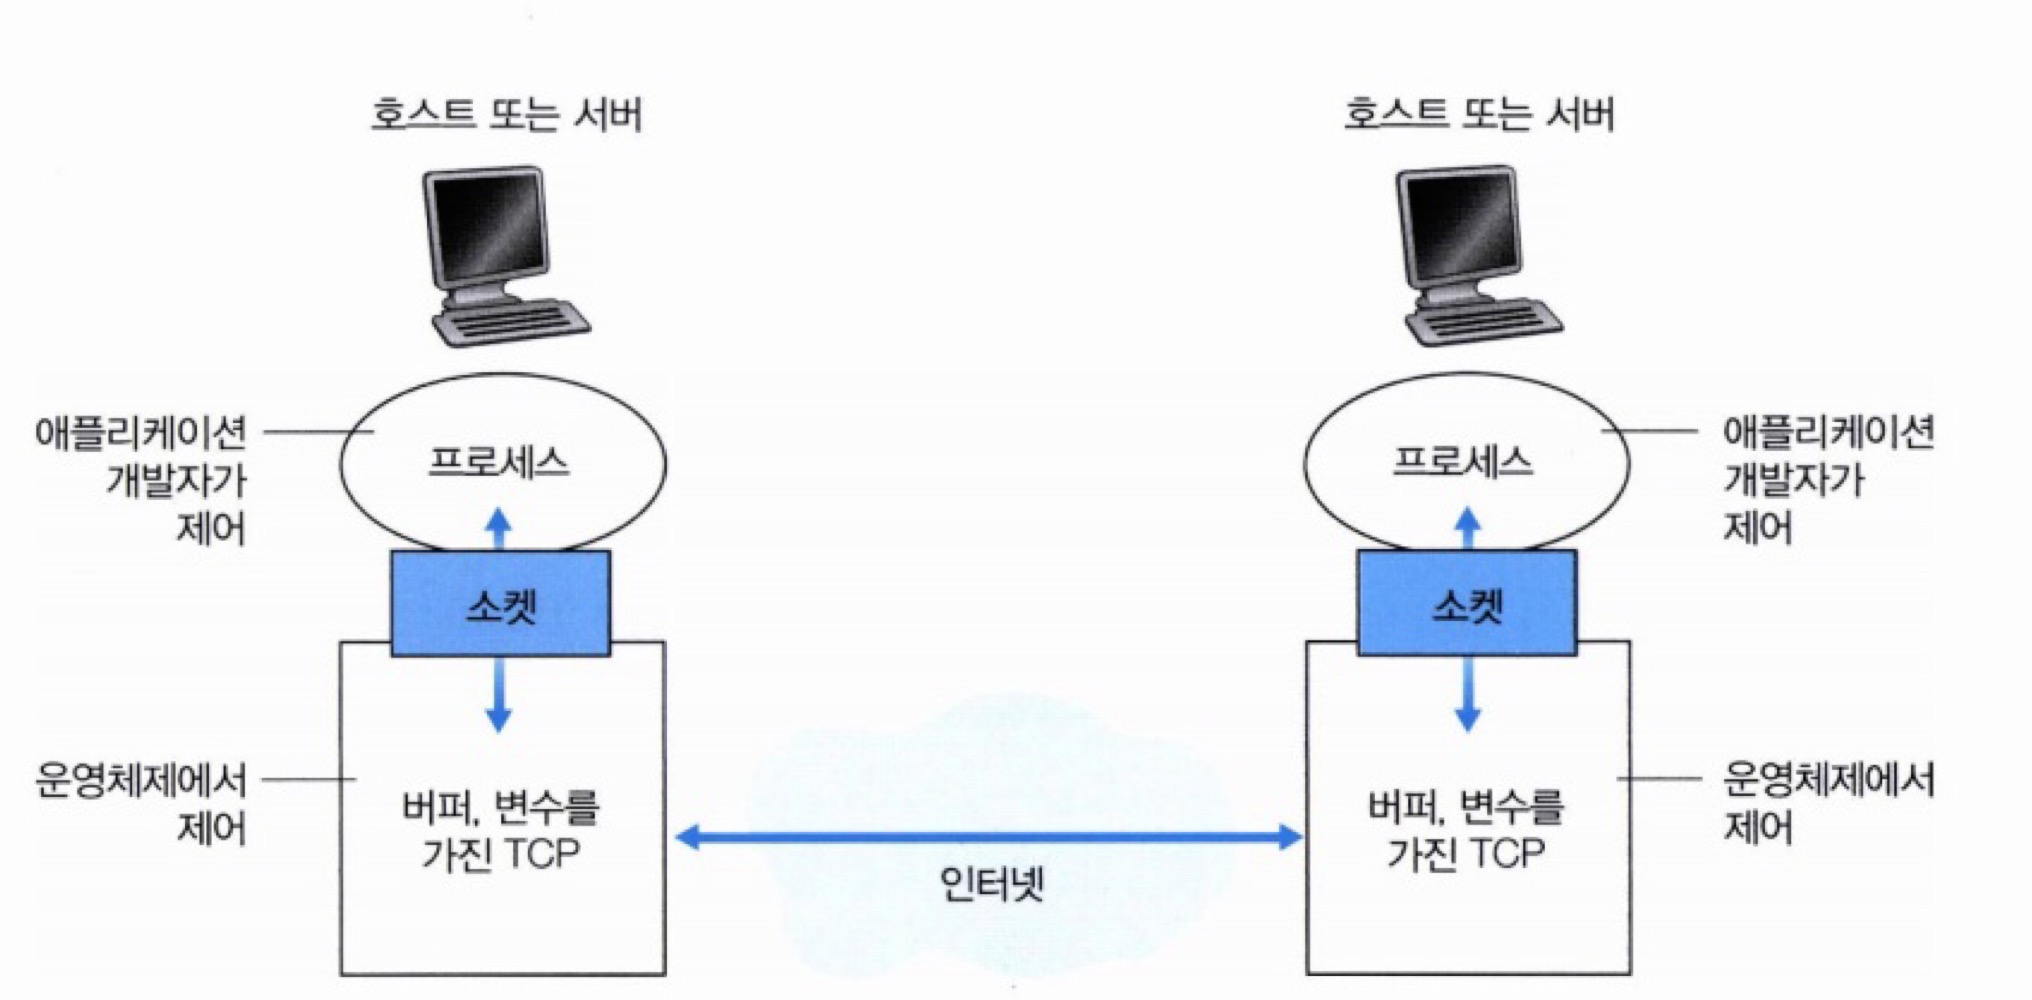 호스트 또는 서버
호스트 또는 서버
애플리케이션
개발자가
제어
프로세스
프로세스
애플리케이션
개발자가
제어
소켓
소켓
운영체제에서
제어
버퍼, 변수를
가진 TCP
인터넷
버퍼, 변수를
가진 TCP
운영체제에서
제어